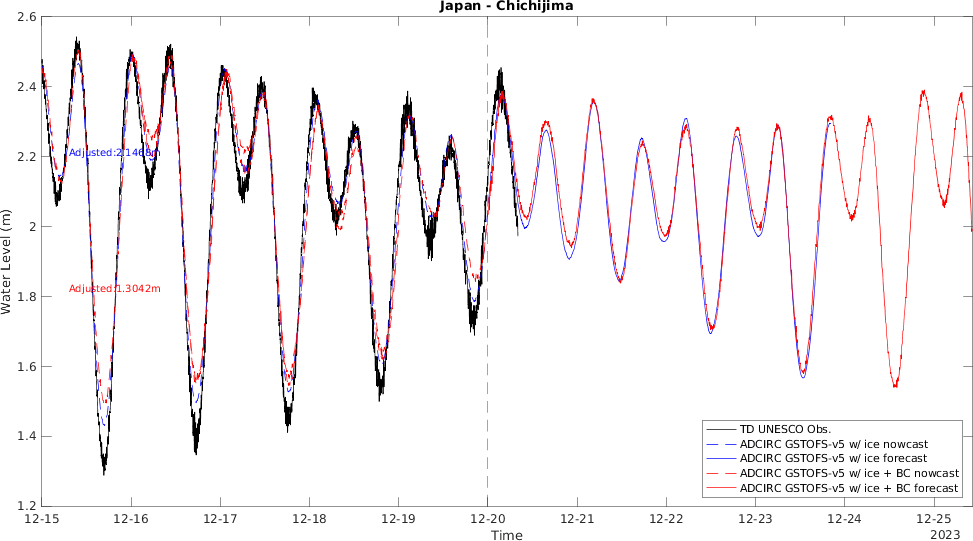 Japan - Chichijima
Water Level (m)
2.6
2.4
2.2
2
1.8
1.6
1.4
1.2
Adjusted:1.3042m
12-15
12-16
12-17
12-18
12-19
12-20
12-21
12-22
12-23
12-24
12-25
2023
Time
TD UNESCO Obs.
ADCIRC GSTOFS-v5 w/ ice nowcast
ADCIRC GSTOFS-v5 w/ ice forecast
ADCIRC GSTOFS-v5 w/ ice + BC nowcast
ADCIRC GSTOFS-v5 w/ ice + BC forecast